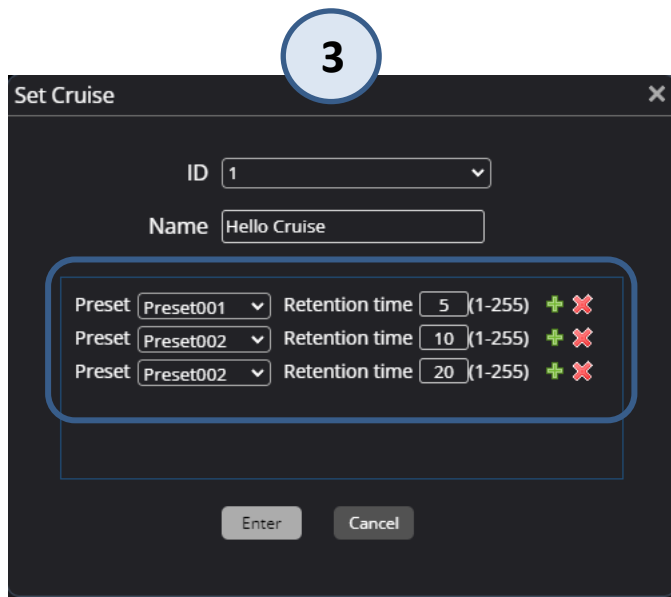 3
Set Cruise
ID 1
Name Hello Cruise
Preset Preset001 Retention time 5 (1-255)
Preset Preset002 Retention time 10 (1-255)
Preset Preset002 Retention time 20 (1-255)
Enter Cancel